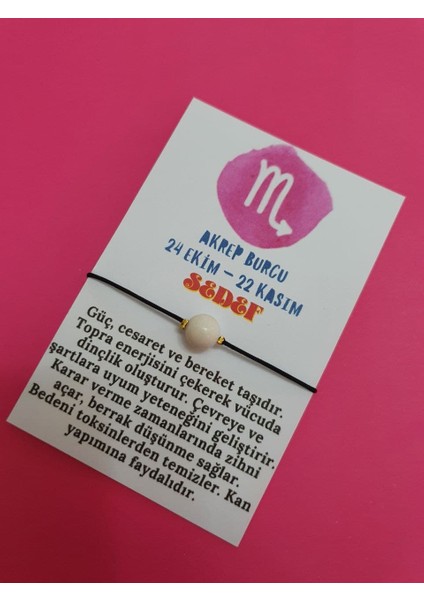 AKREP BURCU
24 EKİM – 22 KASIM
SEDEF
Güç, cesaret ve bereket taşıdır.
Topra enerjisini çekerek vücuda
dinçlik oluşturur. Çevreye ve
şartlara uyum yeteneğini geliştirir.
Karar verme zamanlarında zihni
açar, berrak düşünme sağlar.
Bedeni toksinlerden temizler. Kan
yapımına faydalıdır.